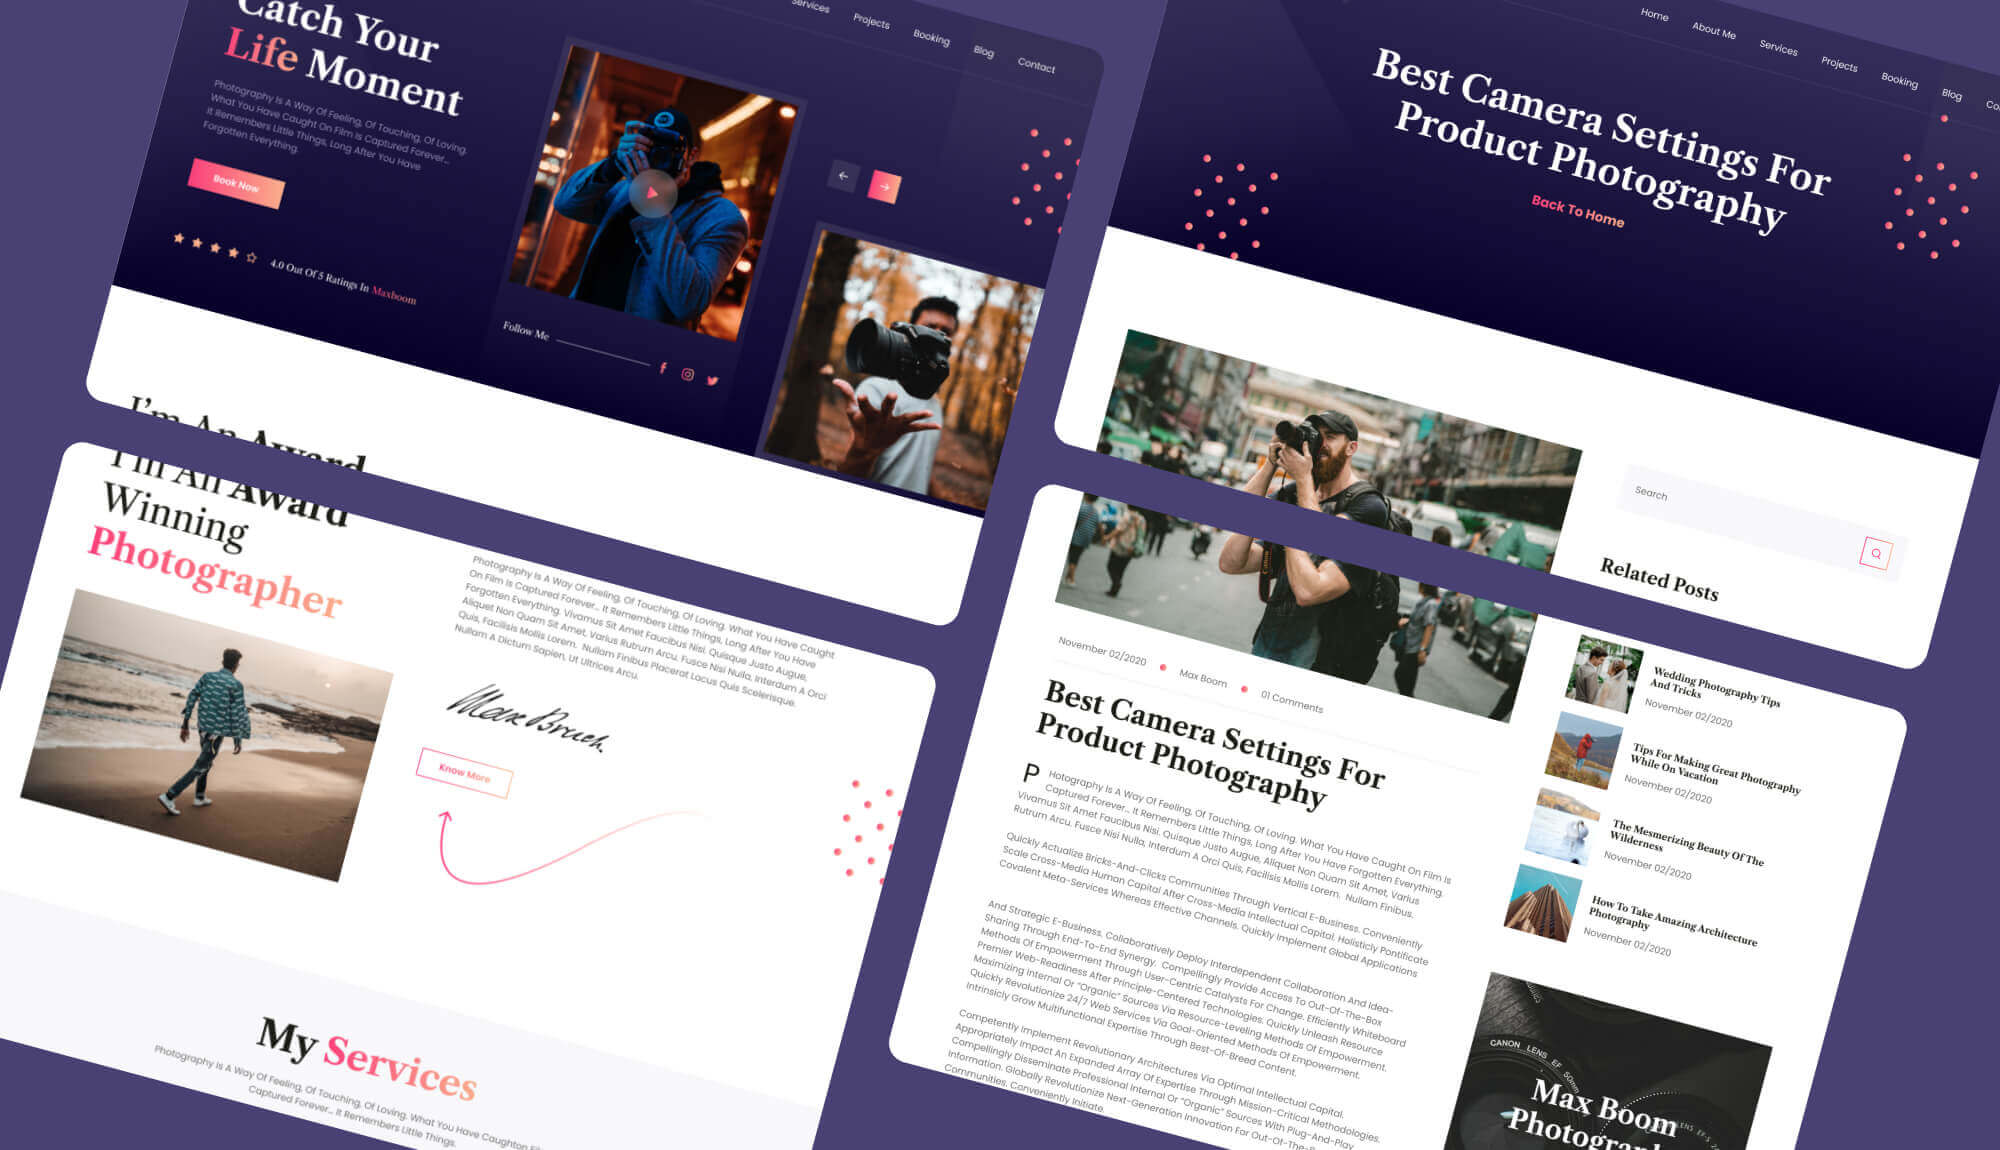 Catch Your
Life Moment
Photography Is A Way Of Feeling, Of Touching, Of Loving.
What You Have Caught On Film Is Captured Forever...
It Remembers Little Things, Long After You Have
Forgotten Everything.
Book Now
4.0 Out Of 5 Ratings In Maxboom
Services
Projects
Booking
Blog
Contact
Follow Me
I'm An Award
Home
About Me
Services
Projects
Booking
Blog
Co
Best Camera Settings For
Product Photography
Back To Home
Search
Related Posts
I'm An Award
Winning
Photographer
Photography Is A Way Of Feeling, Of Touching, Of Loving. What You Have Caught
On Film Is Captured Forever... It Remembers Little Things, Long After You Have
Forgotten Everything. Vivamus Sit Amet Faucibus Nisi. Quisque Justo Augue,
Aliquet Non Quam Sit Amet, Varius Rutrum Arcu. Fusce Nisi Nulla, Interdum A Orci
Quis, Facilisis Mollis Lorem. Nullam Finibus Placerat Lacus Quis Scelerisque.
Nullam A Dictum Sapien, Ut Ultrices Arcu.
Know More
My Services
Photography Is A Way Of Feeling, Of Touching, Of Loving. What You Have Caughton Fi
Captured Forever... It Remembers Little Things.
November 02/2020
Max Boom
01 Comments
Best Camera Settings For
Product Photography
P Hotography Is A Way Of Feeling, Of Touching, Of Loving. What You Have Caught On Film Is
Captured Forever... It Remembers Little Things, Long After You Have Forgotten Everything.
Vivamus Sit Amet Faucibus Nisi. Quisque Justo Augue, Aliquet Non Quam Sit Amet, Varius
Rutrum Arcu. Fusce Nisi Nulla, Interdum A Orci Quis, Facilisis Mollis Lorem. Nullam Finibus.
Quickly Actualize Bricks-And-Clicks Communities Through Vertical E-Business. Conveniently
Scale Cross-Media Human Capital After Cross-Media Intellectual Capital. Holisticly Pontificate
Covalent Meta-Services Whereas Effective Channels. Quickly Implement Global Applications
And Strategic E-Business. Collaboratively Deploy Interdependent Collaboration And Idea-
Sharing Through End-To-End Synergy. Compellingly Provide Access To Out-Of-The-Box
Methods Of Empowerment Through User-Centric Catalysts For Change. Efficiently Whiteboard
Premier Web-Readiness After Principle-Centered Technologies. Quickly Unleash Resource
Maximizing Internal Or "Organic" Sources Via Resource-Leveling Methods Of Empowerment.
Quickly Revolutionize 24/7 Web Services Via Goal-Oriented Methods Of Empowerment.
Intrinsicly Grow Multifunctional Expertise Through Best-Of-Breed Content.
Competently Implement Revolutionary Architectures Via Optimal Intellectual Capital.
Appropriately Impact An Expanded Array Of Expertise Through Mission-Critical Methodologies.
Compellingly Disseminate Professional Internal Or "Organic" Sources With Plug-And-Play
Information. Globally Revolutionize Next-Generation Innovation For Out-Of-The-
Communities. Conveniently Initiate.
Wedding Photography Tips
And Tricks
November 02/2020
Tips For Making Great Photography
While On Vacation
November 02/2020
The Mesmerizing Beauty Of The
Wilderness
November 02/2020
How To Take Amazing Architecture
Photography
November 02/2020
CANON LENS EF 50mm
Max Boom
Photography